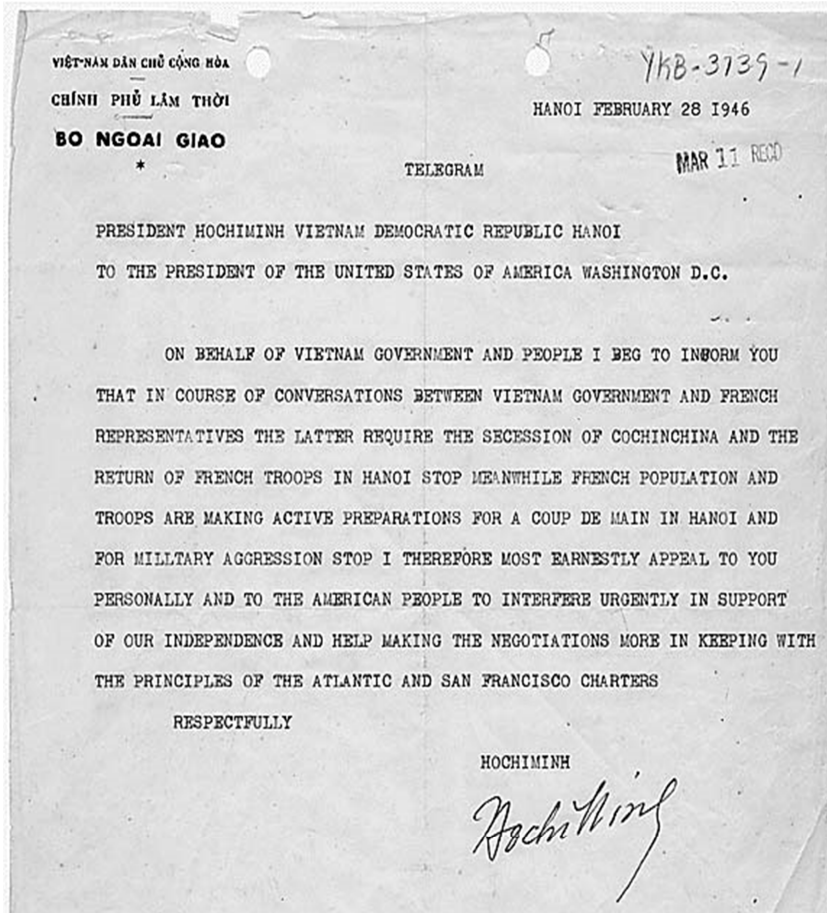 VIỆT-NAM DÂN CHỦ CỘNG HÒA
CHÍNH PHỦ LÂM THỜI
BO NGOAI GIAO
*
YKB-3739-1
HANOI FEBRUARY 28 1946
MAR 11 RECD
TELEGRAM
PRESIDENT HOCHIMINH VIETNAM DEMOCRATIC REPUBLIC HANOI
TO THE PRESIDENT OF THE UNITED STATES OF AMERICA WASHINGTON D.C.
ON BEHALF OF VIETNAM GOVERNMENT AND PEOPLE I BEG TO INFORM YOU
THAT IN COURSE OF CONVERSATIONS BETWEEN VIETNAM GOVERNMENT AND FRENCH
REPRESENTATIVES THE LATTER REQUIRE THE SECESSION OF COCHINCHINA AND THE
RETURN OF FRENCH TROOPS IN HANOI STOP MEANWHILE FRENCH POPULATION AND
TROOPS ARE MAKING ACTIVE PREPARATIONS FOR A COUP DE MAIN IN HANOI AND
FOR MILLTARY AGGRESSION STOP I THEREFORE MOST EARNESTLY APPEAL TO YOU
PERSONALLY AND TO THE AMERICAN PEOPLE TO INTERFERE URGENTLY IN SUPPORT
OF OUR INDEPENDENCE AND HELP MAKING THE NEGOTIATIONS MORE IN KEEPING WITH
THE PRINCIPLES OF THE ATLANTIC AND SAN FRANCISCO CHARTERS
RESPECTFULLY
HOCHIMINH
Hochiminh